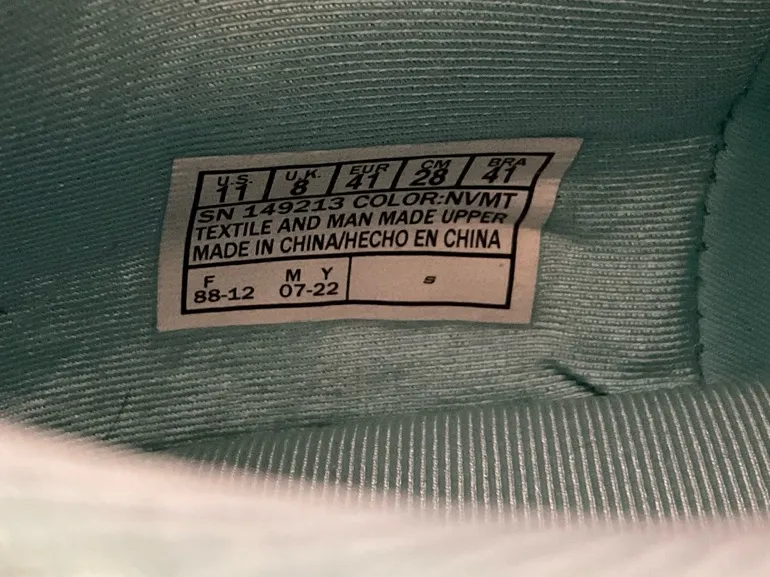 U.S. U.K. EUR CM BRA
11 8 41 28 41
SN 149213 COLOR:NVMT
TEXTILE AND MAN MADE UPPER
MADE IN CHINA/HECHO EN CHINA
F M Y
88-12 07-22 S